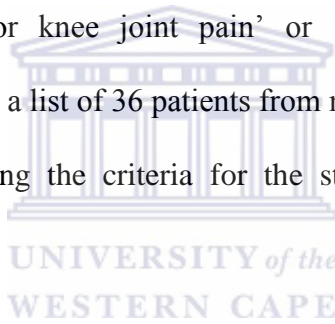 or knee joint pain’ or
a list of 36 patients from
ng the criteria for the
UNIVERSITY of the
WESTERN CAPE